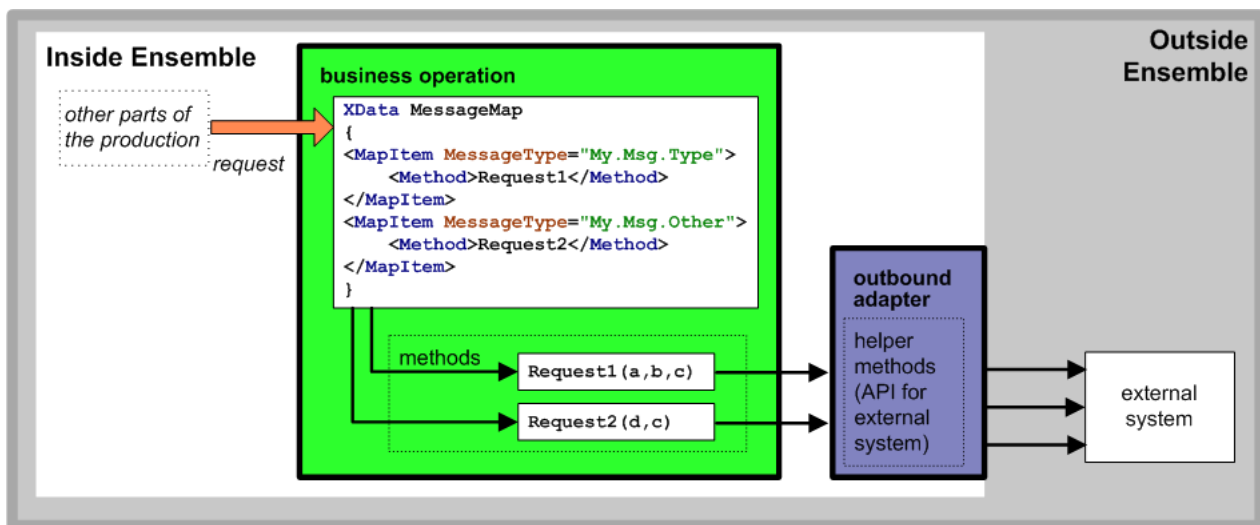 Inside Ensemble
Outside
Ensemble
other parts of
the production
request
business operation
XData MessageMap
{
<MapItem MessageType="My.Msg.Type">
    <Method>Request1</Method>
</MapItem>
<MapItem MessageType="My.Msg.Other">
    <Method>Request2</Method>
</MapItem>
}
methods
Request1(a,b,c)
Request2(d,c)
outbound
adapter
helper
methods
(API for
external
system)
external
system